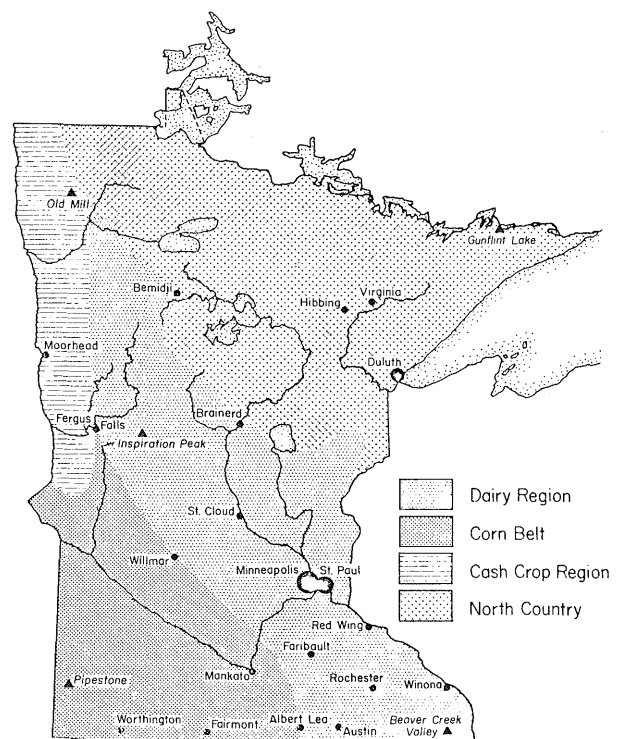 Old Mill
Gunflint Lake
Bemidji
Hibbing
Virginia
Moorhead
Duluth
Fergus
Falls
Brainerd
Inspiration Peak
Dairy Region
St. Cloud
Corn Belt
Willmar
Minneapolis
St. Paul
Cash Crop Region
North Country
Red Wing
Faribault
Mankato
Rochester
Winona
Pipestone
Worthington
Fairmont
Albert Lea
Austin
Beaver Creek
Valley